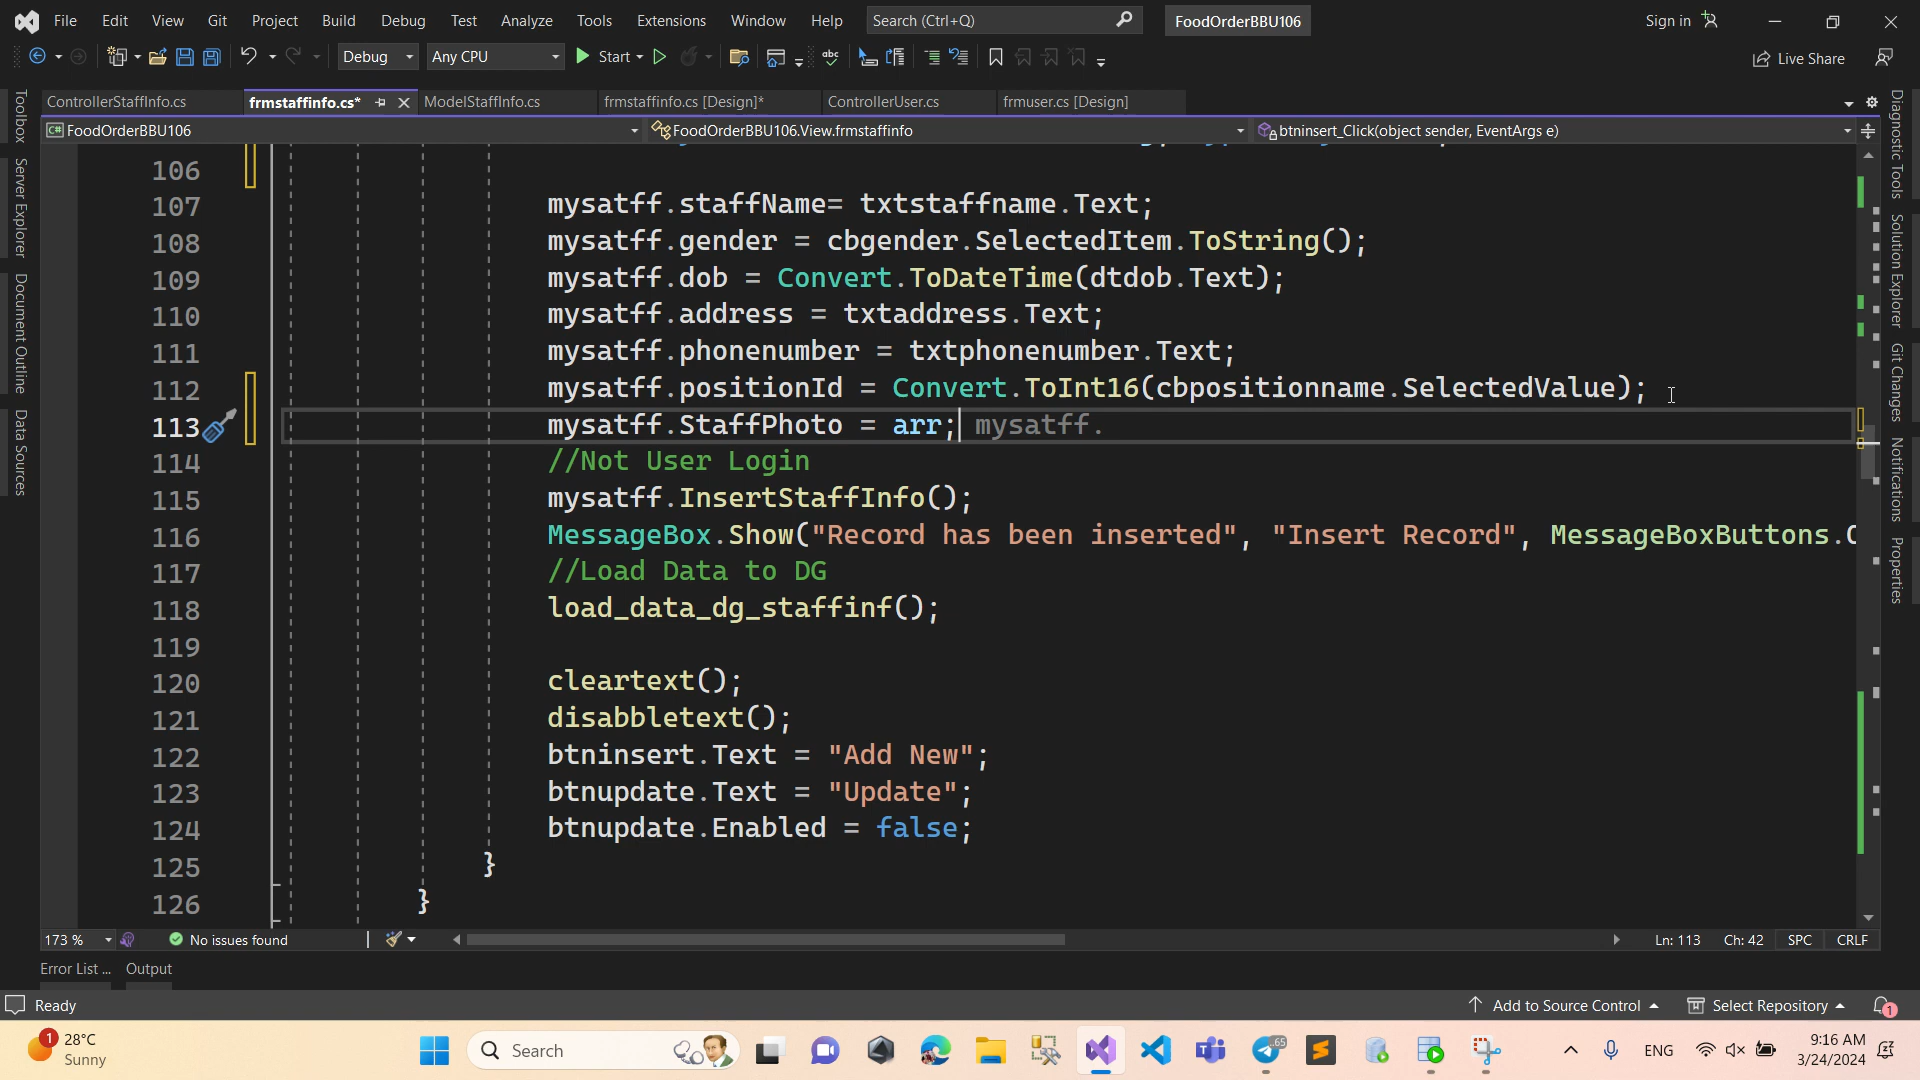 File Edit View Git Project Build Debug Test Analyze Tools Extensions Window Help Search (Ctrl+Q) FoodOrderBBU106 Sign in
Debug Any CPU Start abc Live Share
ControllerStaffInfo.cs frmstaffinfo.cs* ModelStaffInfo.cs frmstaffinfo.cs [Design]* ControllerUser.cs frmuser.cs [Design]
C# FoodOrderBBU106 FoodOrderBBU106.View.frmstaffinfo btninsert_Click(object sender, EventArgs e)
Toolbox
Server Explorer
Document Outline
Data Sources
106
107 mysatff.staffName= txtstaffname.Text;
108 mysatff.gender = cbgender.SelectedItem.ToString();
109 mysatff.dob = Convert.ToDateTime(dtdob.Text);
110 mysatff.address = txtaddress.Text;
111 mysatff.phonenumber = txtphonenumber.Text;
112 mysatff.positionId = Convert.ToInt16(cbpositionname.SelectedValue);
113 mysatff.StaffPhoto = arr; mysatff.
114 //Not User Login
115 mysatff.InsertStaffInfo();
116 MessageBox.Show("Record has been inserted", "Insert Record", MessageBoxButtons.O
117 //Load Data to DG
118 load_data_dg_staffinf();
119
120 cleartext();
121 disabbletext();
122 btninsert.Text = "Add New";
123 btnupdate.Text = "Update";
124 btnupdate.Enabled = false;
125 }
126 }
Diagnostic Tools
Solution Explorer
Git Changes
Notifications
Properties
173 % No issues found Ln: 113 Ch: 42 SPC CRLF
Error List ... Output
Ready Add to Source Control Select Repository 1
1 28°C
Sunny
Search 65 ENG 9:16 AM
3/24/2024